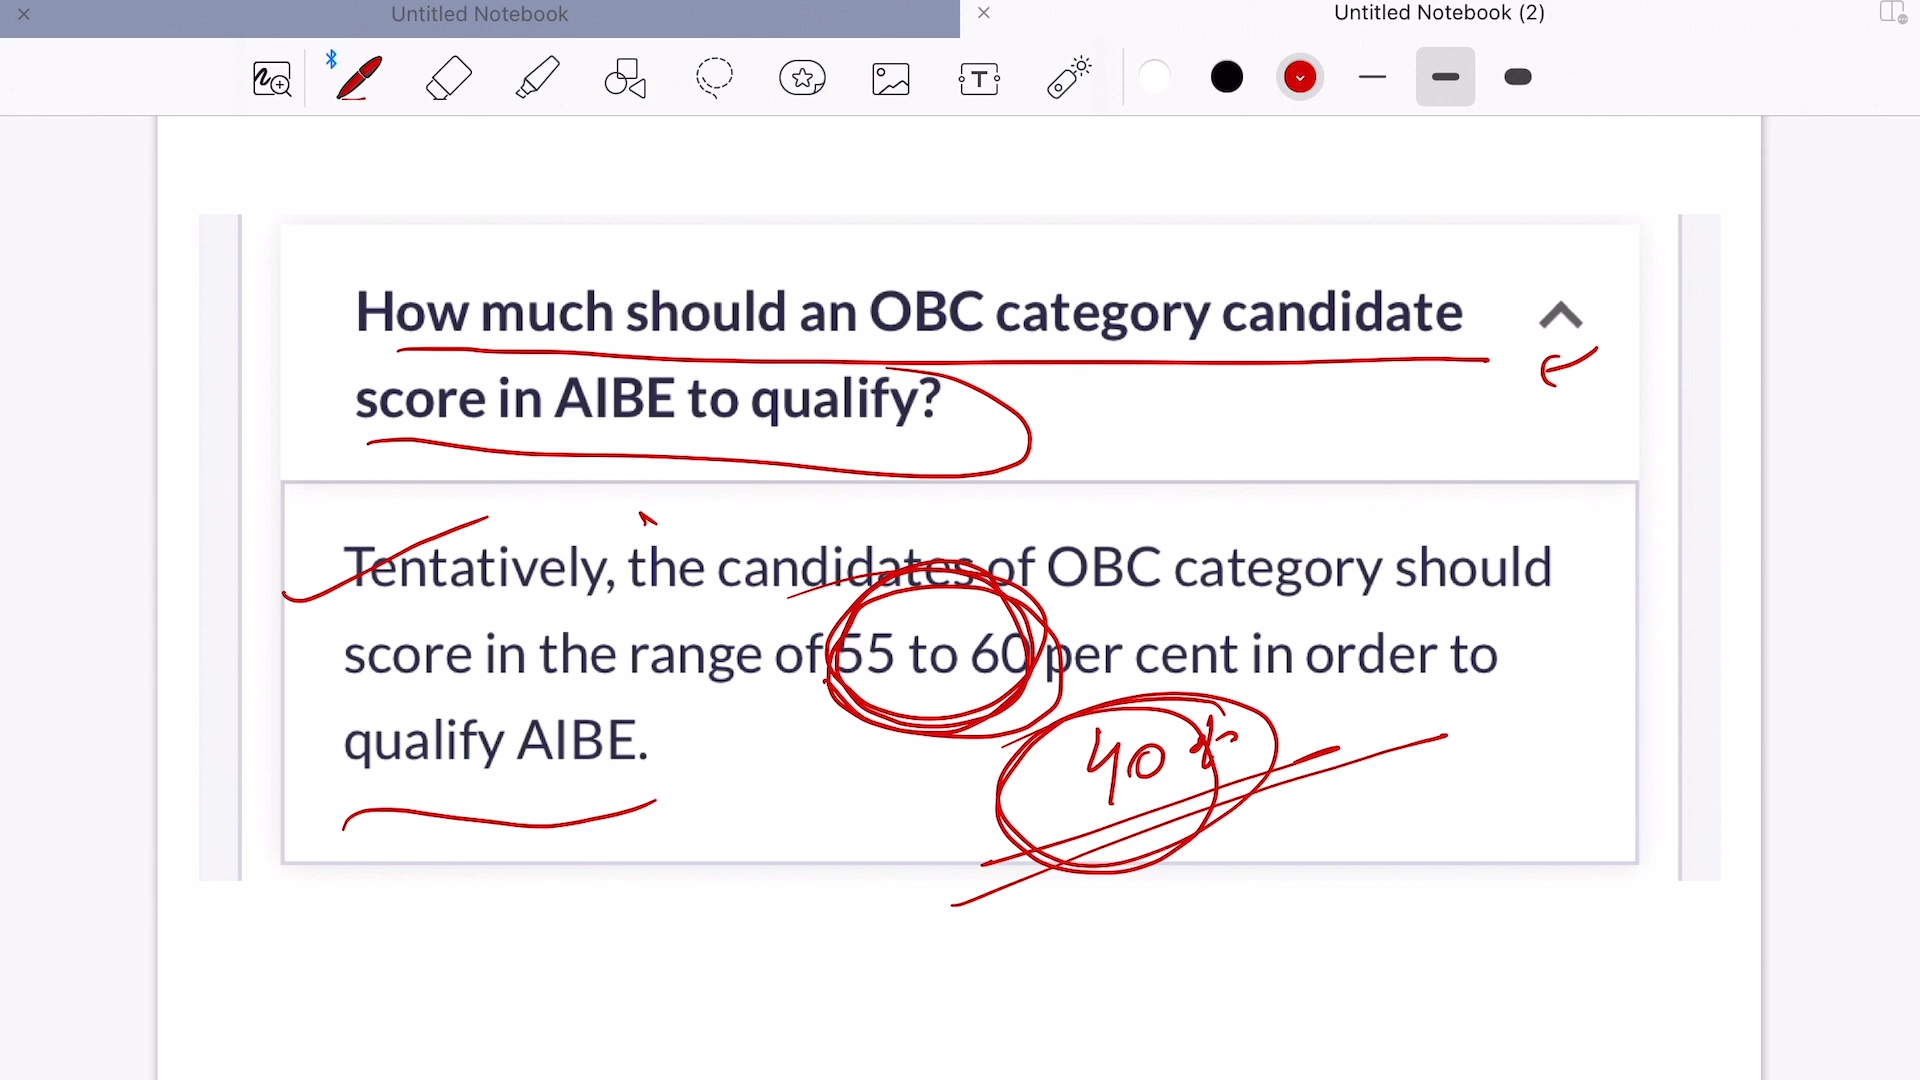 Untitled Notebook
Untitled Notebook (2)
How much should an OBC category candidate
score in AIBE to qualify?
Tentatively, the candidates of OBC category should
score in the range of 55 to 60 per cent in order to
qualify AIBE.
40%